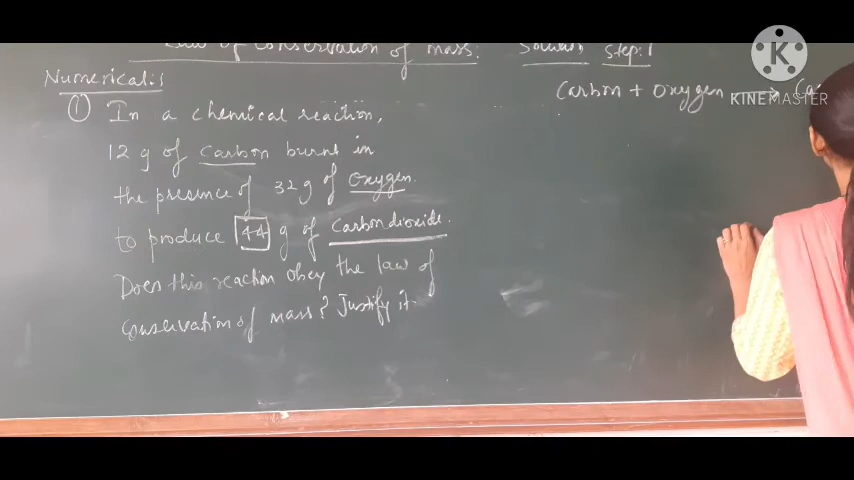 Law of conservation of mass. Solution step:1
Numericals
① In a chemical reaction,
12 g of carbon burns in
the presence of 32 g of oxygen.
to produce 44 g of Carbondioxide.
Does this reaction obey the law of
conservation of mass? Justify it.
Carbon + Oxygen →
K
KINEMASTER